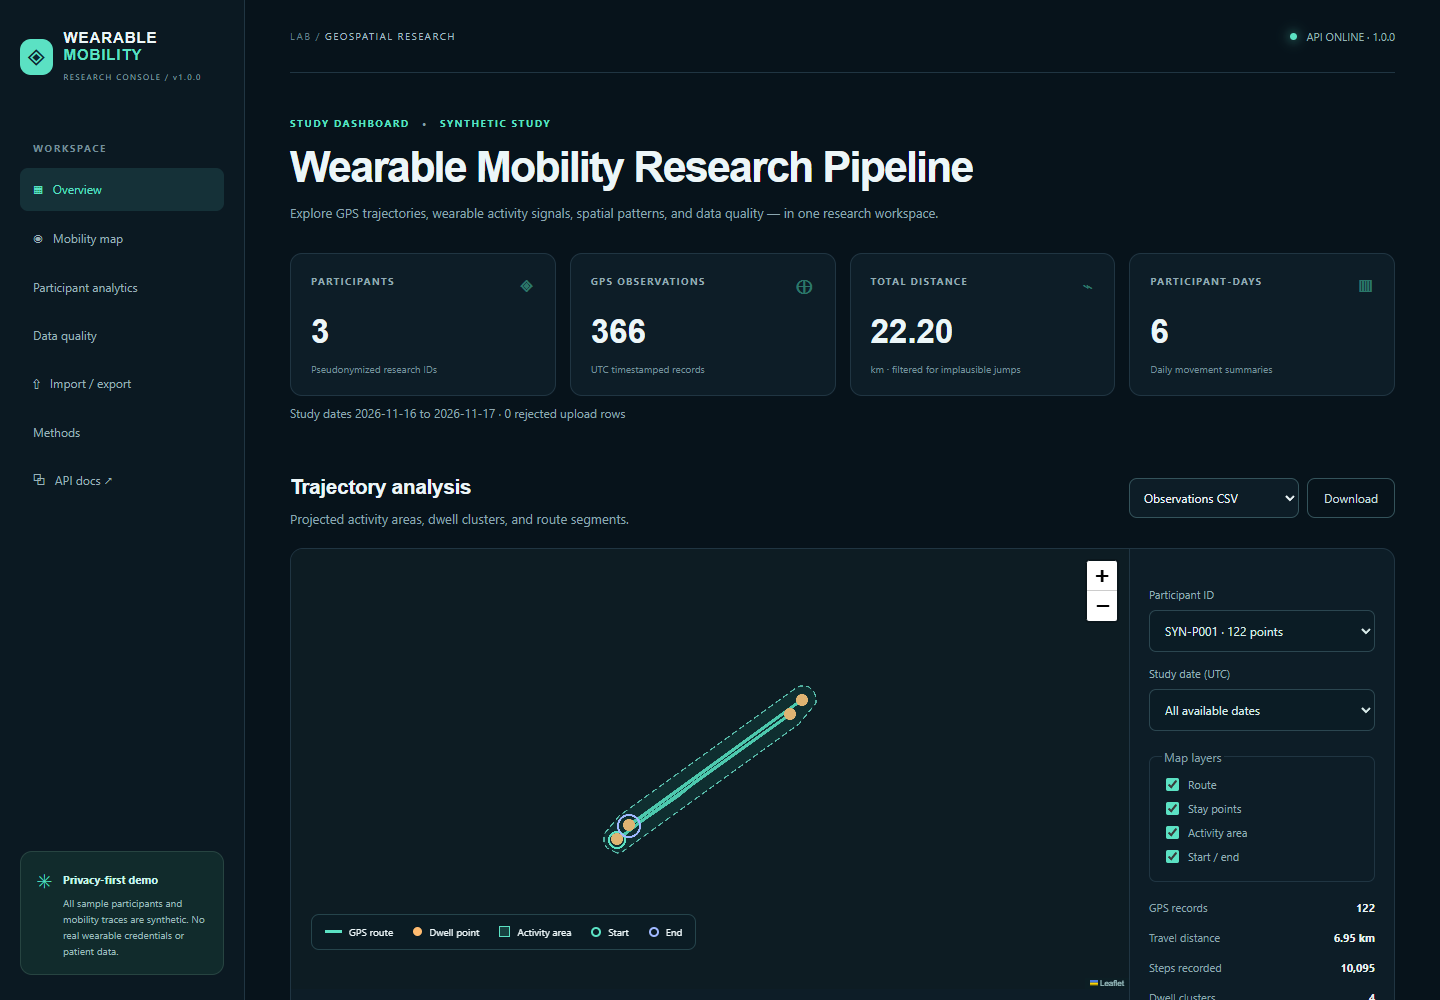 WEARABLE
MOBILITY
RESEARCH CONSOLE / v1.0.0
WORKSPACE
Overview
Mobility map
Participant analytics
Data quality
Import / export
Methods
API docs ↗
Privacy-first demo
All sample participants and
mobility traces are synthetic. No
real wearable credentials or
patient data.
LAB / GEOSPATIAL RESEARCH
API ONLINE · 1.0.0
STUDY DASHBOARD • SYNTHETIC STUDY
Wearable Mobility Research Pipeline
Explore GPS trajectories, wearable activity signals, spatial patterns, and data quality — in one research workspace.
PARTICIPANTS
3
Pseudonymized research IDs
GPS OBSERVATIONS
366
UTC timestamped records
TOTAL DISTANCE
22.20
km · filtered for implausible jumps
PARTICIPANT-DAYS
6
Daily movement summaries
Study dates 2026-11-16 to 2026-11-17 · 0 rejected upload rows
Trajectory analysis
Projected activity areas, dwell clusters, and route segments.
Observations CSV
Download
+
−
GPS route
Dwell point
Activity area
Start
End
Leaflet
Participant ID
SYN-P001 · 122 points
Study date (UTC)
All available dates
Map layers
Route
Stay points
Activity area
Start / end
GPS records 122
Travel distance 6.95 km
Steps recorded 10,095
Dwell clusters 4